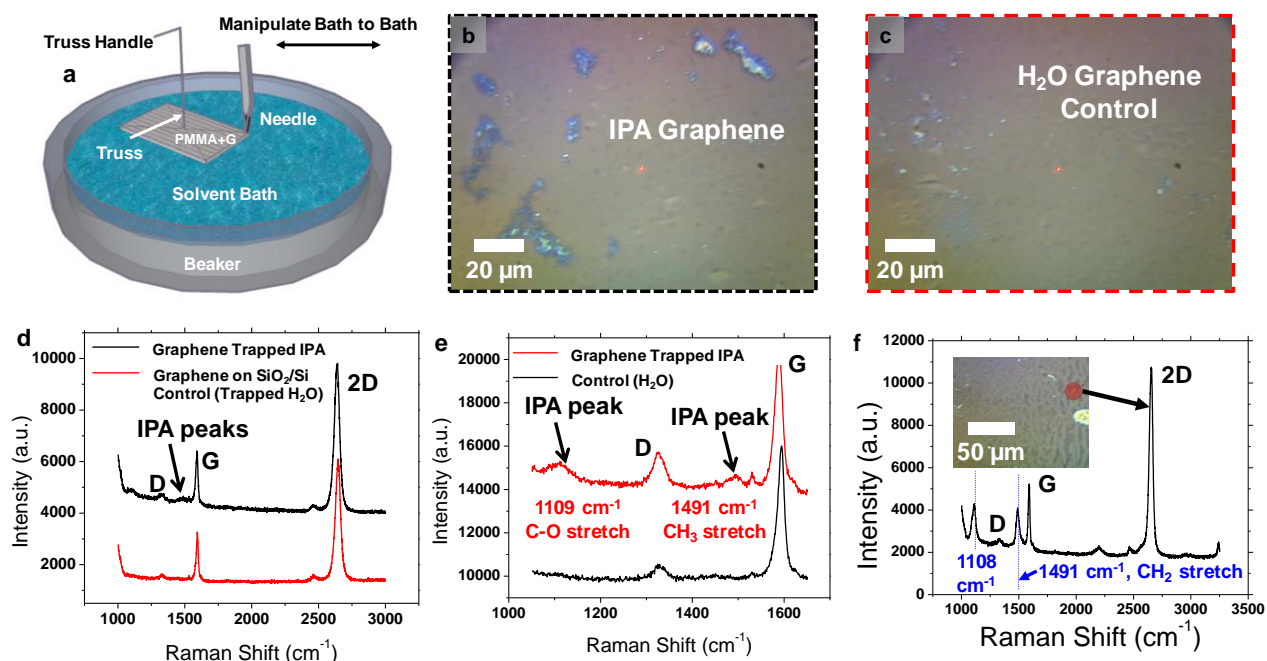 Manipulate Bath to Bath
Truss Handle
a
Needle
PMMA+G
Truss
Solvent Bath
Beaker
b
IPA Graphene
20 µm
c
H₂O Graphene
Control
20 µm
d
Graphene Trapped IPA
Graphene on SiO₂/Si
Control (Trapped H₂O)
2D
IPA peaks
D
G
10000
8000
6000
4000
2000
Intensity (a.u.)
1000 1500 2000 2500 3000
Raman Shift (cm⁻¹)
e
Graphene Trapped IPA
Control (H₂O)
G
IPA peak
D
IPA peak
1109 cm⁻¹
C-O stretch
1491 cm⁻¹
CH₃ stretch
20000
18000
16000
14000
12000
10000
Intensity (a.u.)
1000 1200 1400 1600
Raman Shift (cm⁻¹)
f
2D
50 µm
G
D
1108
cm⁻¹
1491 cm⁻¹, CH₂ stretch
12000
10000
8000
6000
4000
2000
0
Intensity (a.u.)
1000 1500 2000 2500 3000 3500
Raman Shift (cm⁻¹)